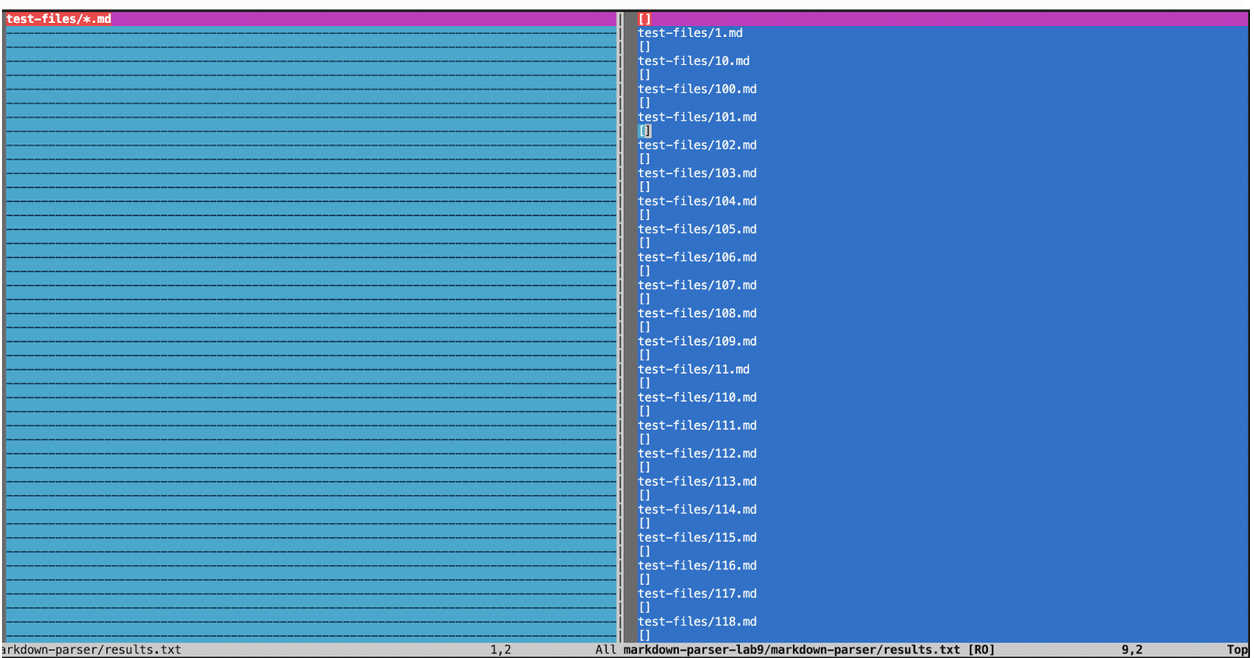 test-files/*.md
arkdown-parser/results.txt 1,2 All
[]
test-files/1.md
[]
test-files/10.md
[]
test-files/100.md
[]
test-files/101.md
[]
test-files/102.md
[]
test-files/103.md
[]
test-files/104.md
[]
test-files/105.md
[]
test-files/106.md
[]
test-files/107.md
[]
test-files/108.md
[]
test-files/109.md
[]
test-files/11.md
[]
test-files/110.md
[]
test-files/111.md
[]
test-files/112.md
[]
test-files/113.md
[]
test-files/114.md
[]
test-files/115.md
[]
test-files/116.md
[]
test-files/117.md
[]
test-files/118.md
[]
markdown-parser-lab9/markdown-parser/results.txt [RO] 9,2 Top